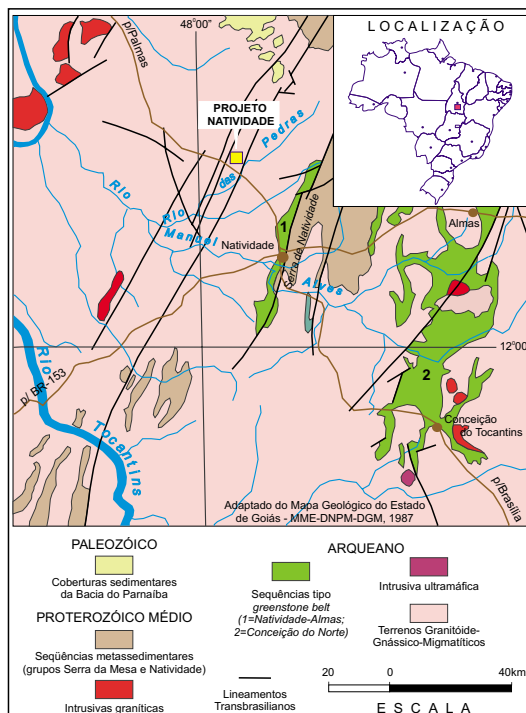 48°00"
LOCALIZAÇÃO
p/Palmas
PROJETO
NATIVIDADE
Rio das Pedras
Rio Manuel Alves
1
Natividade
Serra de Natividade
Almas
12°00
2
p/ BR-153
Rio Tocantins
Conceição
do Tocantins
p/Brasília
Adaptado do Mapa Geológico do Estado
de Goiás - MME-DNPM-DGM, 1987
PALEOZÓICO
Coberturas sedimentares
da Bacia do Parnaíba
PROTEROZÓICO MÉDIO
Seqüências metassedimentares
(grupos Serra da Mesa e Natividade)
Intrusivas graníticas
ARQUEANO
Sequências tipo
greenstone belt
(1=Natividade-Almas;
2=Conceição do Norte)
Intrusiva ultramáfica
Terrenos Granitóide-
Gnássico-Migmatíticos
Lineamentos
Transbrasilianos
20 0 40km
ESCALA